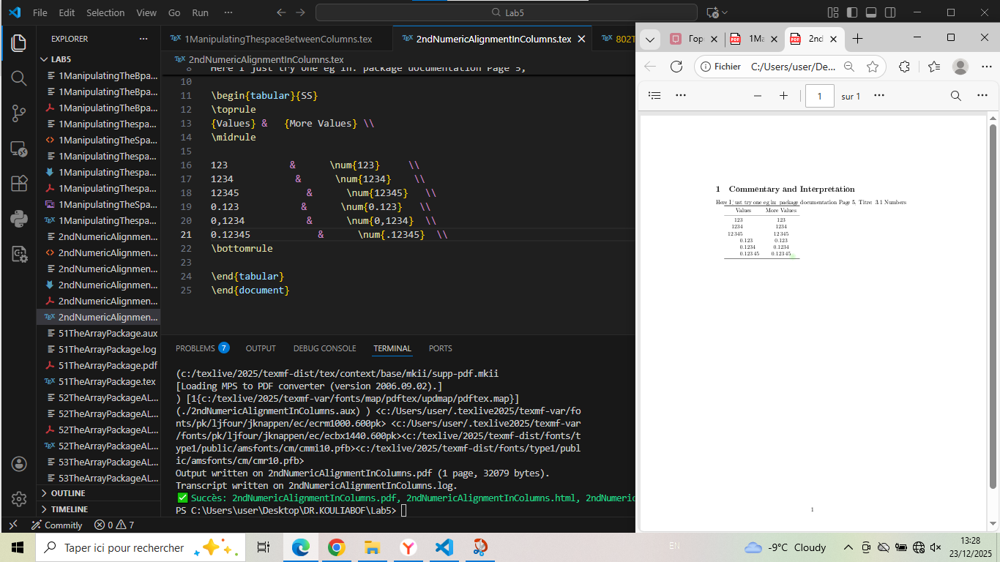 File Edit Selection View Go Run ···
Lab5
EXPLORER ···
LAB5
1ManipulatingTheBpa...
1ManipulatingTheBpa...
1ManipulatingTheBpa...
1ManipulatingThespa...
1ManipulatingTheSpa...
1ManipulatingThespa...
1ManipulatingThespa...
1ManipulatingThespa...
1ManipulatingTheSpa...
1ManipulatingThespa...
2ndNumericAlignmen...
2ndNumericAlignmen...
2ndNumericAlignmen...
2ndNumericAlignmen...
2ndNumericAlignmen...
2ndNumericAlignmen...
51TheArrayPackage.aux
51TheArrayPackage.log
51TheArrayPackage.pdf
51TheArrayPackage.tex
52TheArrayPackageAL...
52TheArrayPackageAL...
52TheArrayPackageAL...
52TheArrayPackageAL...
53TheArrayPackageAL...
53TheArrayPackageAL...
OUTLINE
TIMELINE
1ManipulatingThespaceBetweenColumns.tex
2ndNumericAlignmentInColumns.tex
802T
2ndNumericAlignmentInColumns.tex
8 Here I just try one eg in: package documentation Page 5,
10
11 \begin{tabular}{SS}
12 \toprule
13 {Values} & {More Values} \\
14 \midrule
15
16 123 & \num{123} \\
17 1234 & \num{1234} \\
18 12345 & \num{12345} \\
19 0.123 & \num{0.123} \\
20 0,1234 & \num{0,1234} \\
21 0.12345 & \num{.12345} \\
22 \bottomrule
23
24 \end{tabular}
25 \end{document}
PROBLEMS 7 OUTPUT DEBUG CONSOLE TERMINAL PORTS
(c:/texlive/2025/texmf-dist/tex/context/base/mkii/supp-pdf.mkii
[Loading MPS to PDF converter (version 2006.09.02).]
) [1{c:/texlive/2025/texmf-var/fonts/map/pdftex/updmap/pdftex.map}]
(./2ndNumericAlignmentInColumns.aux) ) <c:/Users/user/.texlive2025/texmf-var/fo
nts/pk/ljfour/jknappen/ec/ecrm1000.600pk> <c:/Users/user/.texlive2025/texmf-var
/fonts/pk/ljfour/jknappen/ec/ecbx1440.600pk><c:/texlive/2025/texmf-dist/fonts/t
ype1/public/amsfonts/cm/cmmi10.pfb><c:/texlive/2025/texmf-dist/fonts/type1/publ
ic/amsfonts/cm/cmr10.pfb>
Output written on 2ndNumericAlignmentInColumns.pdf (1 page, 32079 bytes).
Transcript written on 2ndNumericAlignmentInColumns.log.
✅ Succès: 2ndNumericAlignmentInColumns.pdf, 2ndNumericAlignmentInColumns.html, 2ndNumeric
PS C:\Users\user\Desktop\DR.KOULIABOF\Lab5>
Commitly 0 7
Горо
1Ma
2nd
Fichier C:/Users/user/De...
1 sur 1
1 Commentary and Interpretation
Here I just try one eg in: package documentation Page 5, Titre: 3.1 Numbers
Values More Values
123 123
1234 1234
12 345 12 345
0.123 0.123
0.1234 0.1234
0.123 45 0.123 45
1
Taper ici pour rechercher
EN
-9°C Cloudy
13:28
23/12/2025